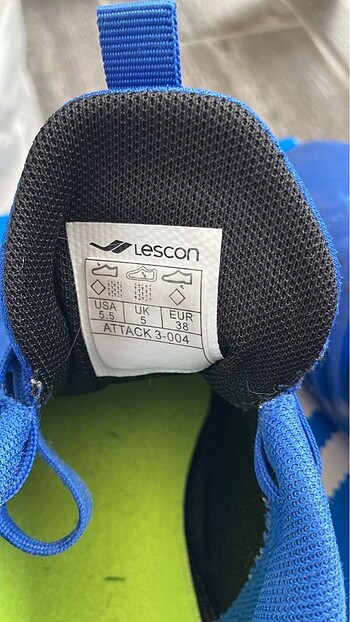 Lescon
USA UK EUR
5.5 5 38
ATTACK 3-004